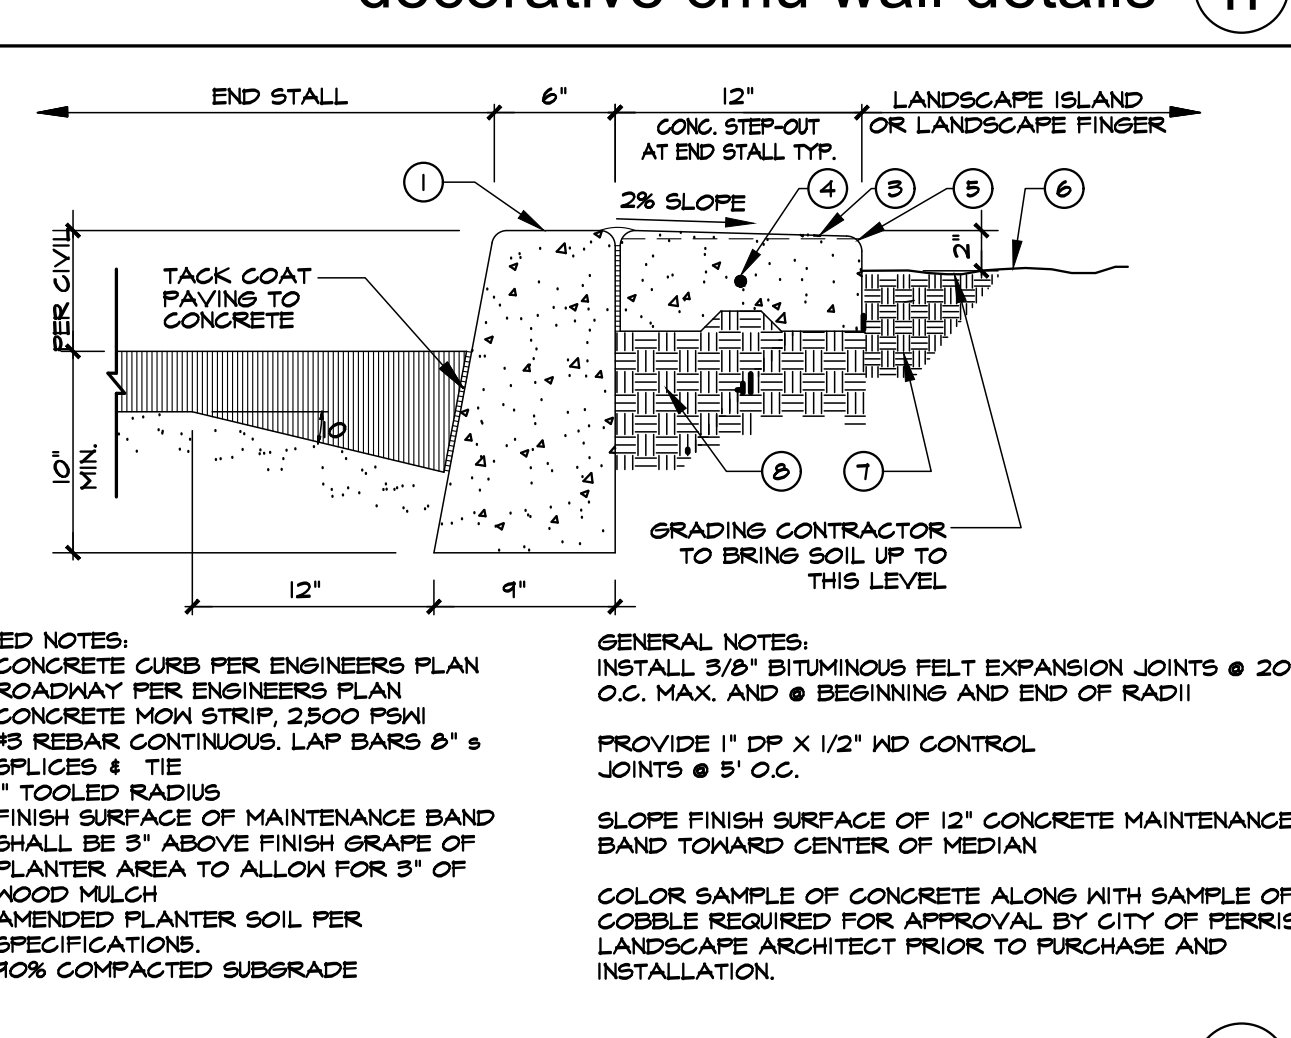 decorative cmu wall details
END STALL
6"
12"
LANDSCAPE ISLAND
OR LANDSCAPE FINGER
CONC. STEP-OUT
AT END STALL TYP.
1
2% SLOPE
4
3
5
6
PER CIVIL
2"
TACK COAT
PAVING TO
CONCRETE
10
10"
MIN.
8
7
GRADING CONTRACTOR
TO BRING SOIL UP TO
THIS LEVEL
12"
9"
ED NOTES:
CONCRETE CURB PER ENGINEERS PLAN
ROADWAY PER ENGINEERS PLAN
CONCRETE MOW STRIP, 2,500 PSWI
#3 REBAR CONTINUOUS. LAP BARS 8" s
SPLICES & TIE
" TOOLED RADIUS
FINISH SURFACE OF MAINTENANCE BAND
SHALL BE 3" ABOVE FINISH GRAPE OF
PLANTER AREA TO ALLOW FOR 3" OF
WOOD MULCH
AMENDED PLANTER SOIL PER
SPECIFICATION5.
90% COMPACTED SUBGRADE
GENERAL NOTES:
INSTALL 3/8" BITUMINOUS FELT EXPANSION JOINTS @ 20
O.C. MAX. AND @ BEGINNING AND END OF RADII
PROVIDE 1" DP X 1/2" WD CONTROL
JOINTS @ 5' O.C.
SLOPE FINISH SURFACE OF 12" CONCRETE MAINTENANCE
BAND TOWARD CENTER OF MEDIAN
COLOR SAMPLE OF CONCRETE ALONG WITH SAMPLE OF
COBBLE REQUIRED FOR APPROVAL BY CITY OF PERRIS
LANDSCAPE ARCHITECT PRIOR TO PURCHASE AND
INSTALLATION.